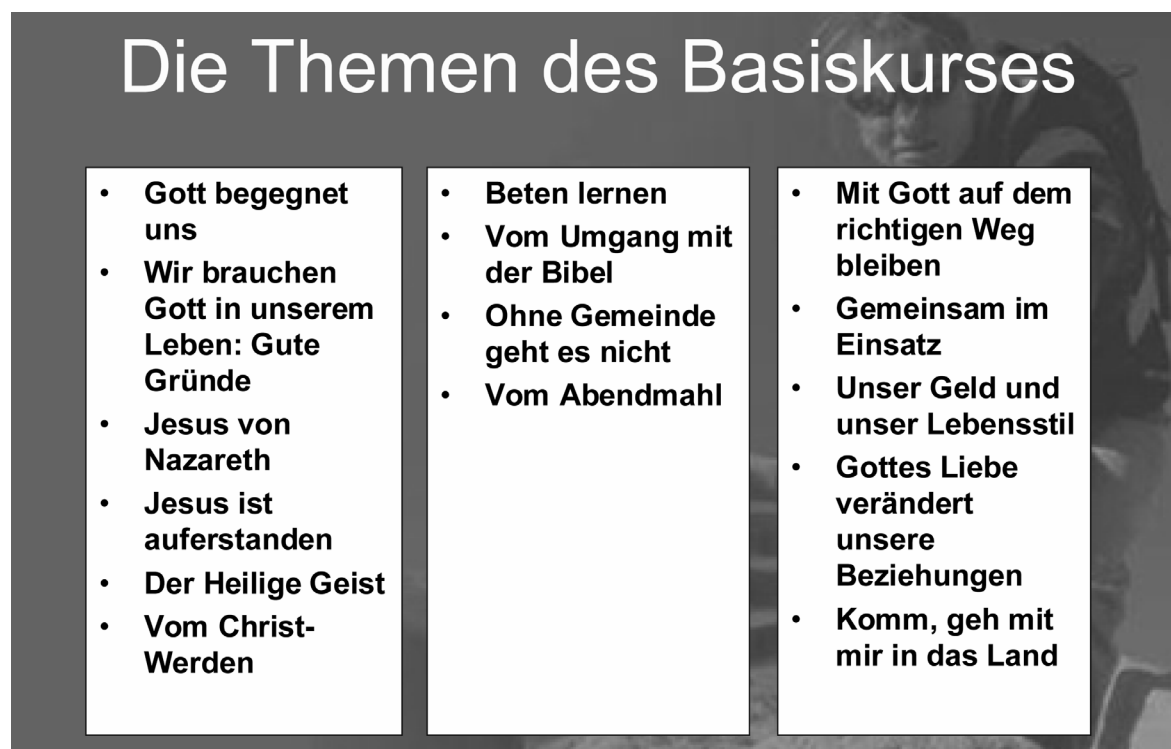 Die Themen des Basiskurses
• Gott begegnet
uns
• Wir brauchen
Gott in unserem
Leben: Gute
Gründe
• Jesus von
Nazareth
• Jesus ist
auferstanden
• Der Heilige Geist
• Vom Christ-
Werden
• Beten lernen
• Vom Umgang mit
der Bibel
• Ohne Gemeinde
geht es nicht
• Vom Abendmahl
• Mit Gott auf dem
richtigen Weg
bleiben
• Gemeinsam im
Einsatz
• Unser Geld und
unser Lebensstil
• Gottes Liebe
verändert
unsere
Beziehungen
• Komm, geh mit
mir in das Land